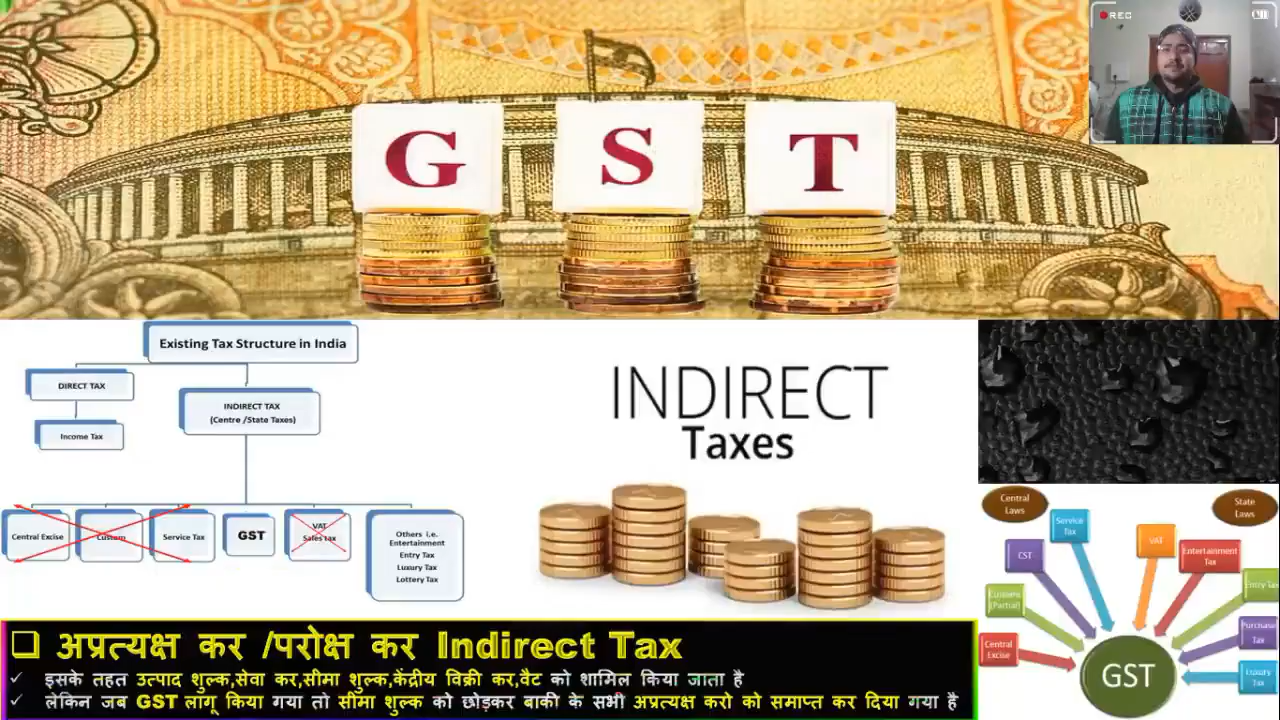 REC
G S T
Existing Tax Structure in India
DIRECT TAX
INDIRECT TAX
(Centre /State Taxes)
Income Tax
Central Excise
Custom
Service Tax
GST
VAT
Sales tax
Others i.e.
Entertainment
Entry Tax
Luxury Tax
Lottery Tax
INDIRECT
Taxes
Central
Laws
State
Laws
Service
Tax
CST
VAT
Entertainment
Tax
Customs
(Partial)
Entry Tax
Central
Excise
Purchase
Tax
Luxury
Tax
GST
❑ अप्रत्यक्ष कर /परोक्ष कर Indirect Tax
✓ इसके तहत उत्पाद शुल्क,सेवा कर,सीमा शुल्क,केंद्रीय विक्री कर,वैट को शामिल किया जाता है
✓ लेकिन जब GST लागू किया गया तो सीमा शुल्क को छोड़कर बाकी के सभी अप्रत्यक्ष करो को समाप्त कर दिया गया है